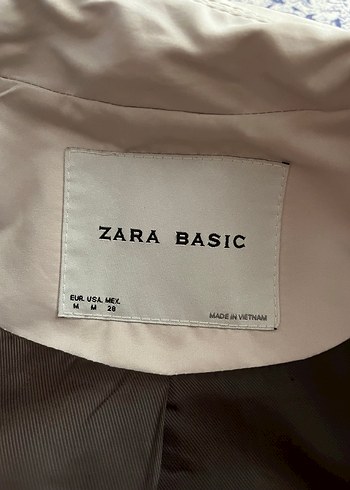 ZARA BASIC
EUR. USA. MEX.
M M 28
MADE IN VIETNAM